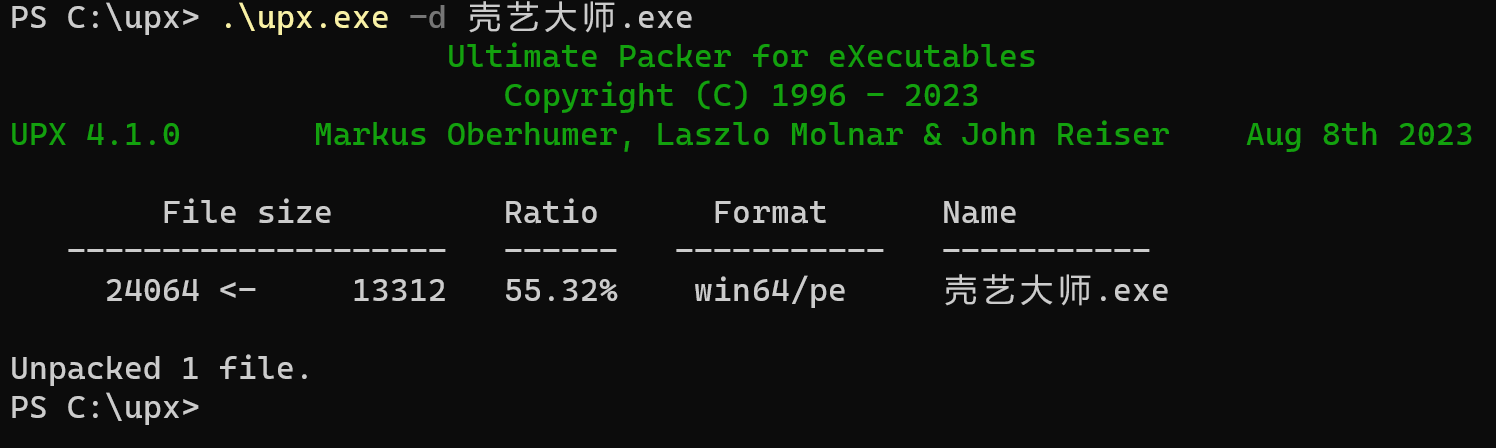 PS C:\upx> .\upx.exe -d 壳艺大师.exe
Ultimate Packer for eXecutables
Copyright (C) 1996 - 2023
UPX 4.1.0       Markus Oberhumer, Laszlo Molnar & John Reiser    Aug 8th 2023
File size         Ratio      Format      Name
--------------------   ------   -----------   -----------
24064 <-     13312   55.32%    win64/pe     壳艺大师.exe
Unpacked 1 file.
PS C:\upx>